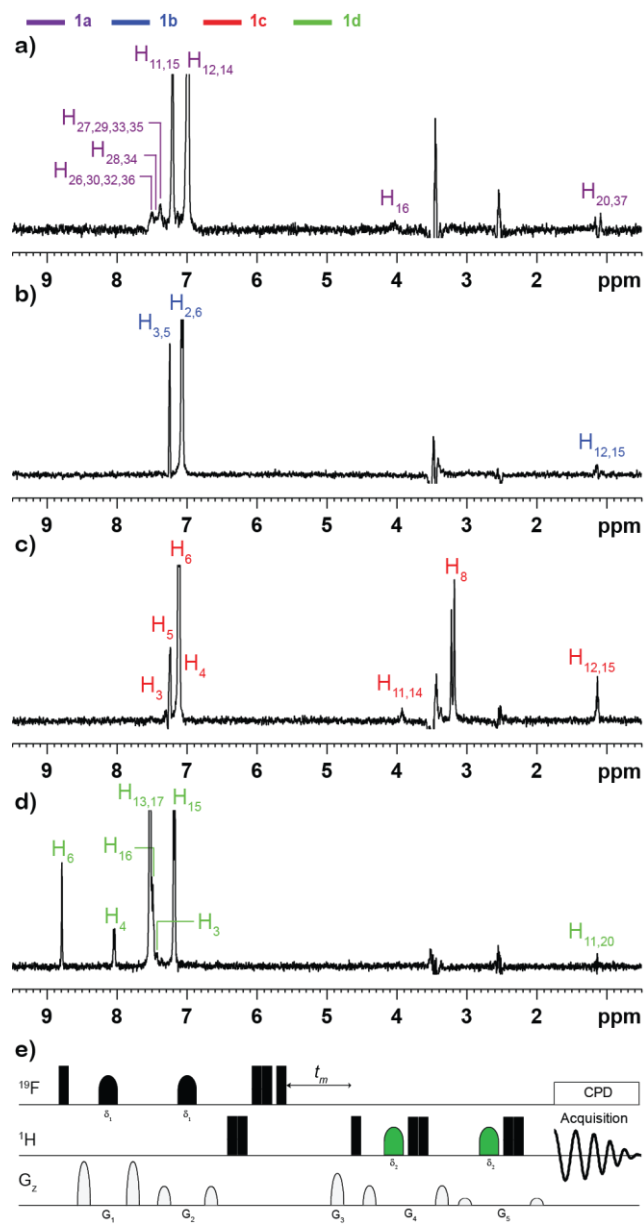 1a 1b 1c 1d
a)
H11,15 H12,14
H27,29,33,35
H28,34
H26,30,32,36
H16
H20,37
9 8 7 6 5 4 3 2 ppm
b)
H2,6
H3,5
H12,15
9 8 7 6 5 4 3 2 ppm
c)
H6
H8
H5
H4
H3
H11,14
H12,15
9 8 7 6 5 4 3 2 ppm
d)
H13,17 H15
H6
H16
H4
H3
H11,20
9 8 7 6 5 4 3 2 ppm
e)
19F
tm
CPD
δ1 δ1
1H
Acquisition
δ2 δ2
Gz
G1 G2 G3 G4 G5